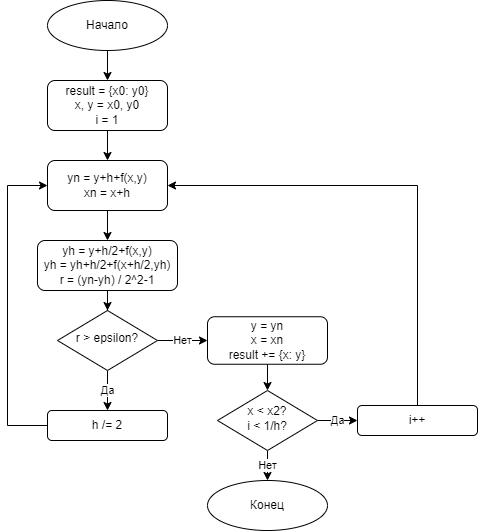 Начало
result = {x0: y0}
x, y = x0, y0
i = 1
yn = y+h+f(x,y)
xn = x+h
yh = y+h/2+f(x,y)
yh = yh+h/2+f(x+h/2,yh)
r = (yn-yh) / 2^2-1
r > epsilon?
Нет
y = yn
x = xn
result += {x: y}
Да
h /= 2
x < x2?
i < 1/h?
Да
i++
Нет
Конец